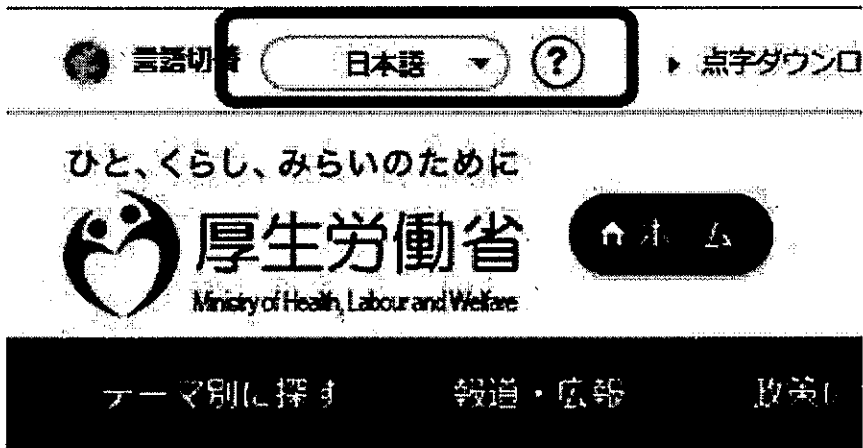 言語切替 日本語 ? 点字ダウンロ
ひと、くらし、みらいのために
厚生労働省 ホーム
Ministry of Health, Labour and Welfare
テーマ別に探す 報道・広報 政策に